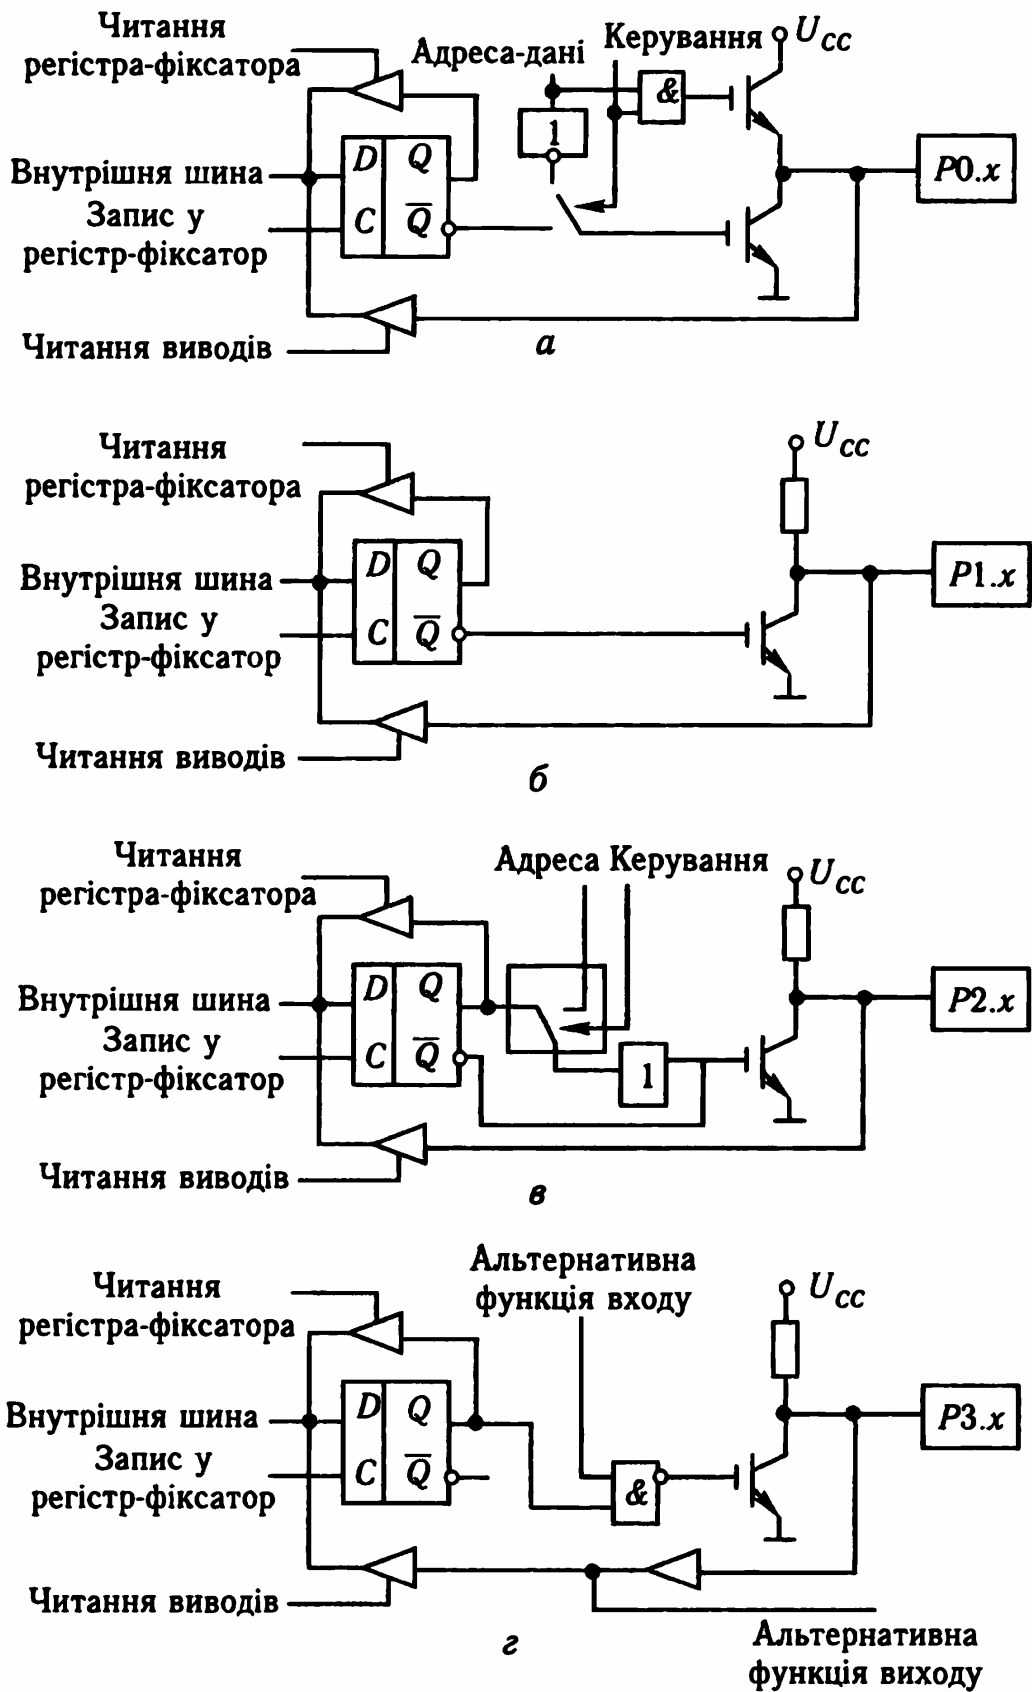 Читання
регістра-фіксатора
Адреса-дані
Керування
U_CC
&
1
D Q
Внутрішня шина
P0.x
Запис у
регістр-фіксатор
C Q̅
Читання виводів
а
Читання
регістра-фіксатора
U_CC
D Q
Внутрішня шина
P1.x
Запис у
регістр-фіксатор
C Q̅
Читання виводів
б
Читання
регістра-фіксатора
Адреса Керування
U_CC
D Q
Внутрішня шина
P2.x
Запис у
регістр-фіксатор
C Q̅
1
Читання виводів
в
Альтернативна
функція входу
Читання
регістра-фіксатора
U_CC
D Q
Внутрішня шина
P3.x
Запис у
регістр-фіксатор
C Q̅
&
Читання виводів
г
Альтернативна
функція виходу